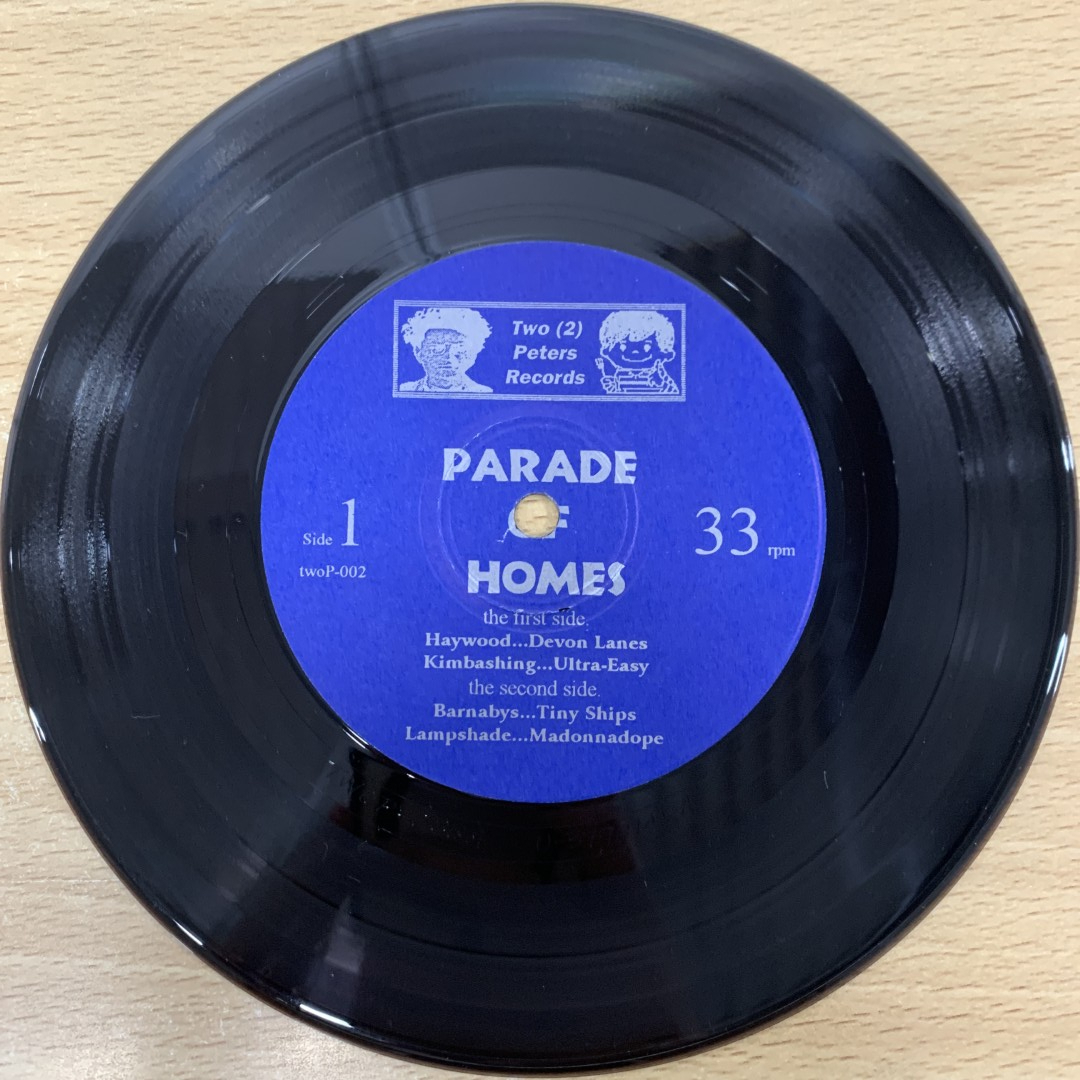 Two (2)
Peters
Records
PARADE
OF
HOMES
Side 1
twoP-002
33 rpm
the first side.
Haywood...Devon Lanes
Kimbashing...Ultra-Easy
the second side.
Barnabys...Tiny Ships
Lampshade...Madonnadope